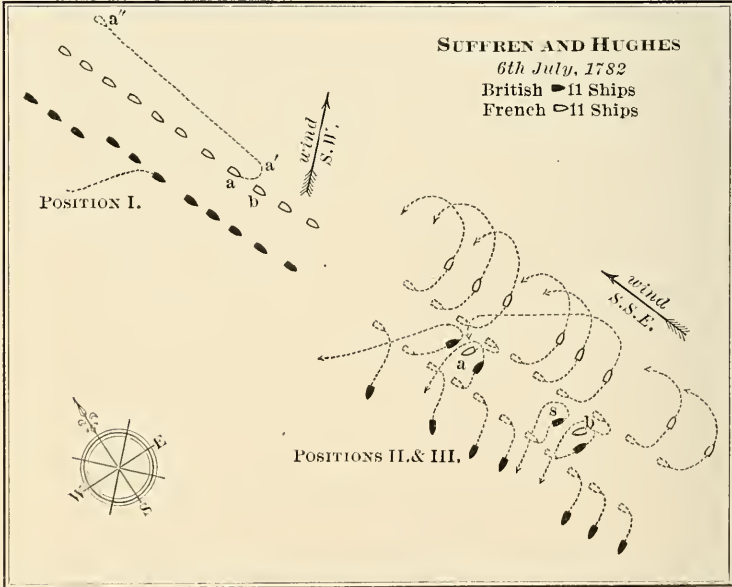 a″
SUFFREN AND HUGHES
6th July, 1782
British 11 Ships
French 11 Ships
wind
S.W.
a
a′
b
POSITION I.
wind
S.S.E.
a
s
b
POSITIONS II. & III.
E
W
S